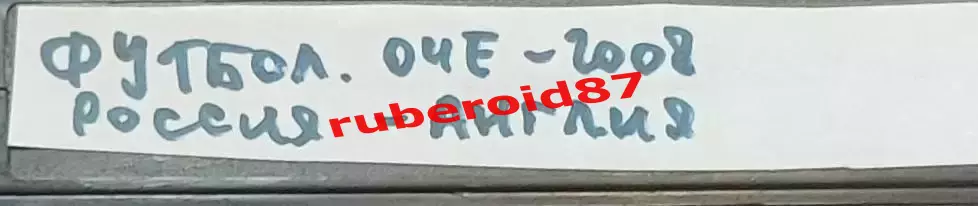 ФУТБОЛ. ОЧЕ - 2008
РОССИЯ - АНГЛИЯ
ruberoid87